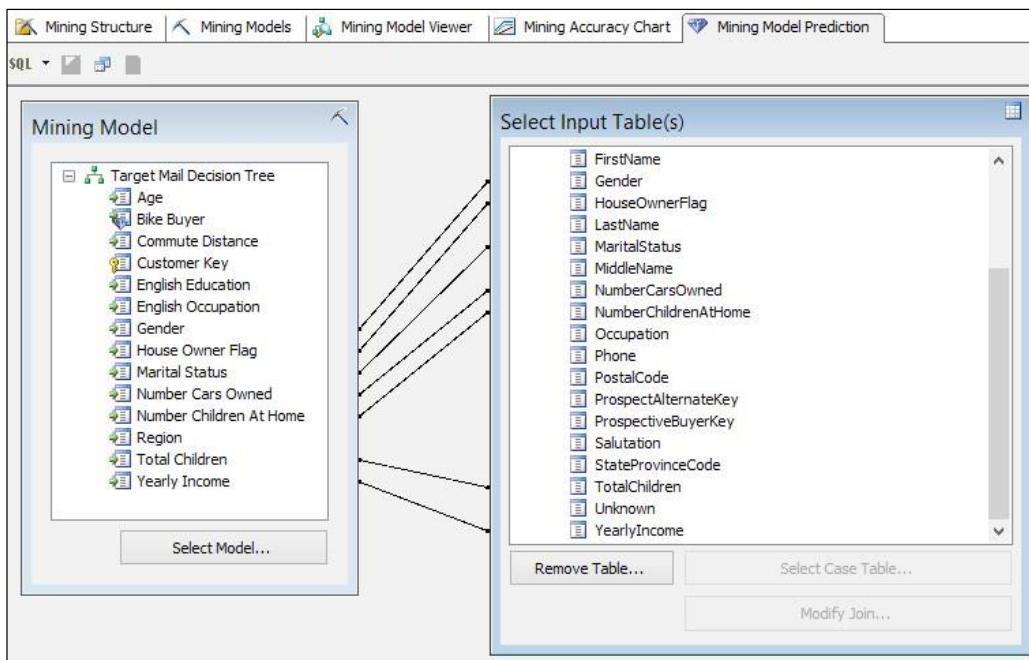 Mining Structure
Mining Models
Mining Model Viewer
Mining Accuracy Chart
Mining Model Prediction
SQL
Mining Model
Target Mail Decision Tree
Age
Bike Buyer
Commute Distance
Customer Key
English Education
English Occupation
Gender
House Owner Flag
Marital Status
Number Cars Owned
Number Children At Home
Region
Total Children
Yearly Income
Select Model...
Select Input Table(s)
FirstName
Gender
HouseOwnerFlag
LastName
MaritalStatus
MiddleName
NumberCarsOwned
NumberChildrenAtHome
Occupation
Phone
PostalCode
ProspectAlternateKey
ProspectiveBuyerKey
Salutation
StateProvinceCode
TotalChildren
Unknown
YearlyIncome
Remove Table...
Select Case Table...
Modify Join...